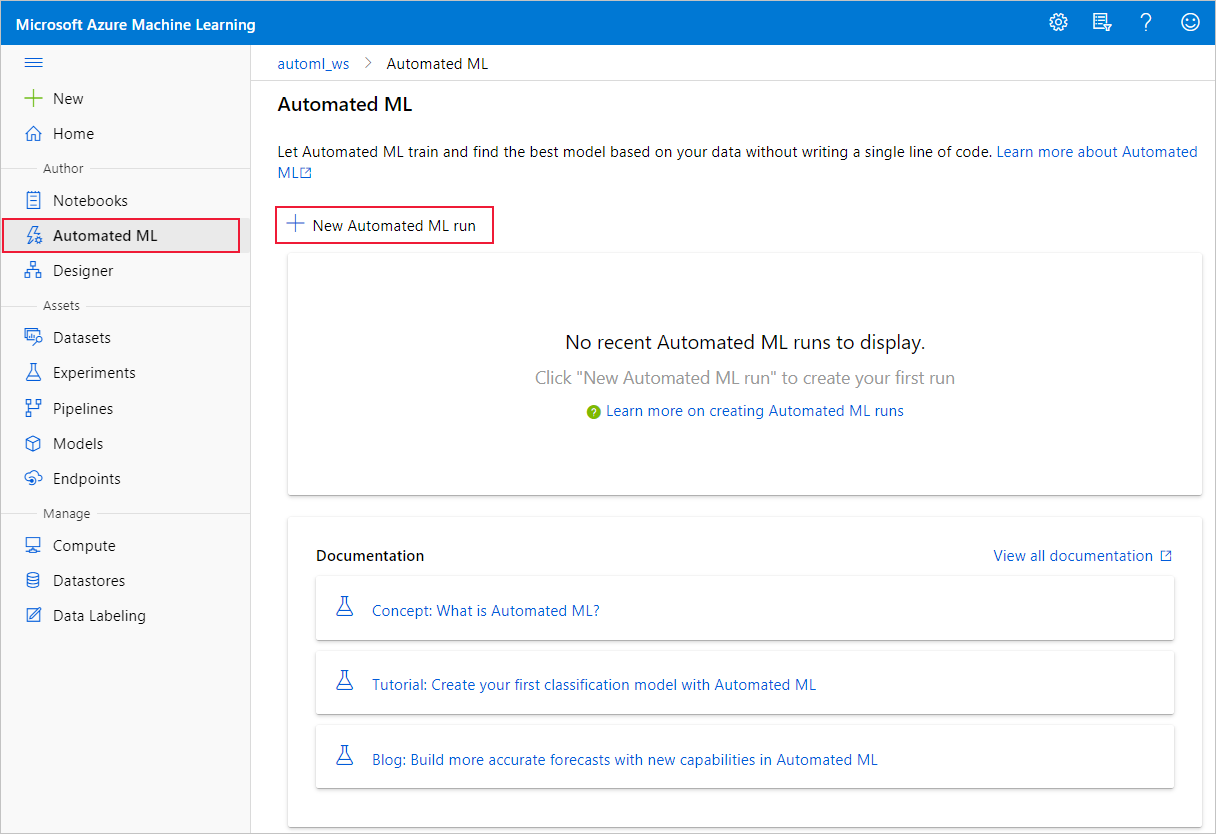 Microsoft Azure Machine Learning
New
Home
Author
Notebooks
Automated ML
Designer
Assets
Datasets
Experiments
Pipelines
Models
Endpoints
Manage
Compute
Datastores
Data Labeling
automl_ws > Automated ML
Automated ML
Let Automated ML train and find the best model based on your data without writing a single line of code. Learn more about Automated
ML
New Automated ML run
No recent Automated ML runs to display.
Click "New Automated ML run" to create your first run
Learn more on creating Automated ML runs
Documentation
View all documentation
Concept: What is Automated ML?
Tutorial: Create your first classification model with Automated ML
Blog: Build more accurate forecasts with new capabilities in Automated ML